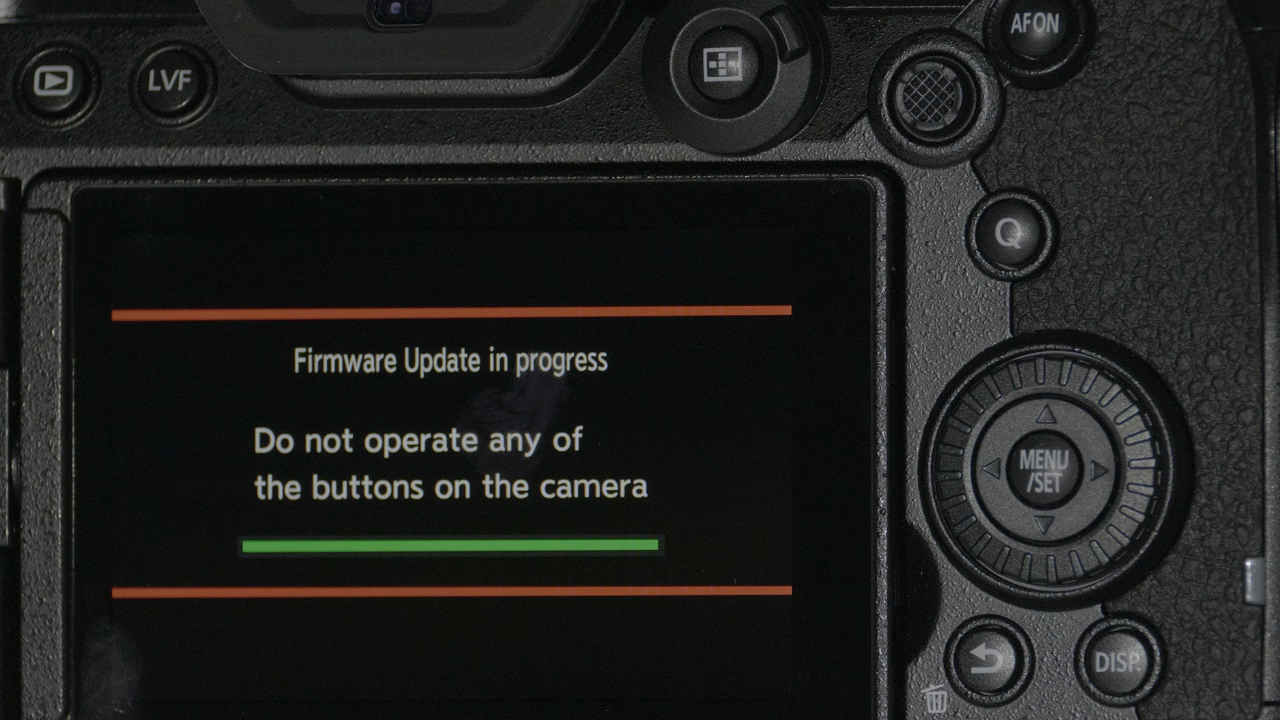 LVF
AF ON
Q
Firmware Update in progress
Do not operate any of
the buttons on the camera
MENU
/SET
DISP.